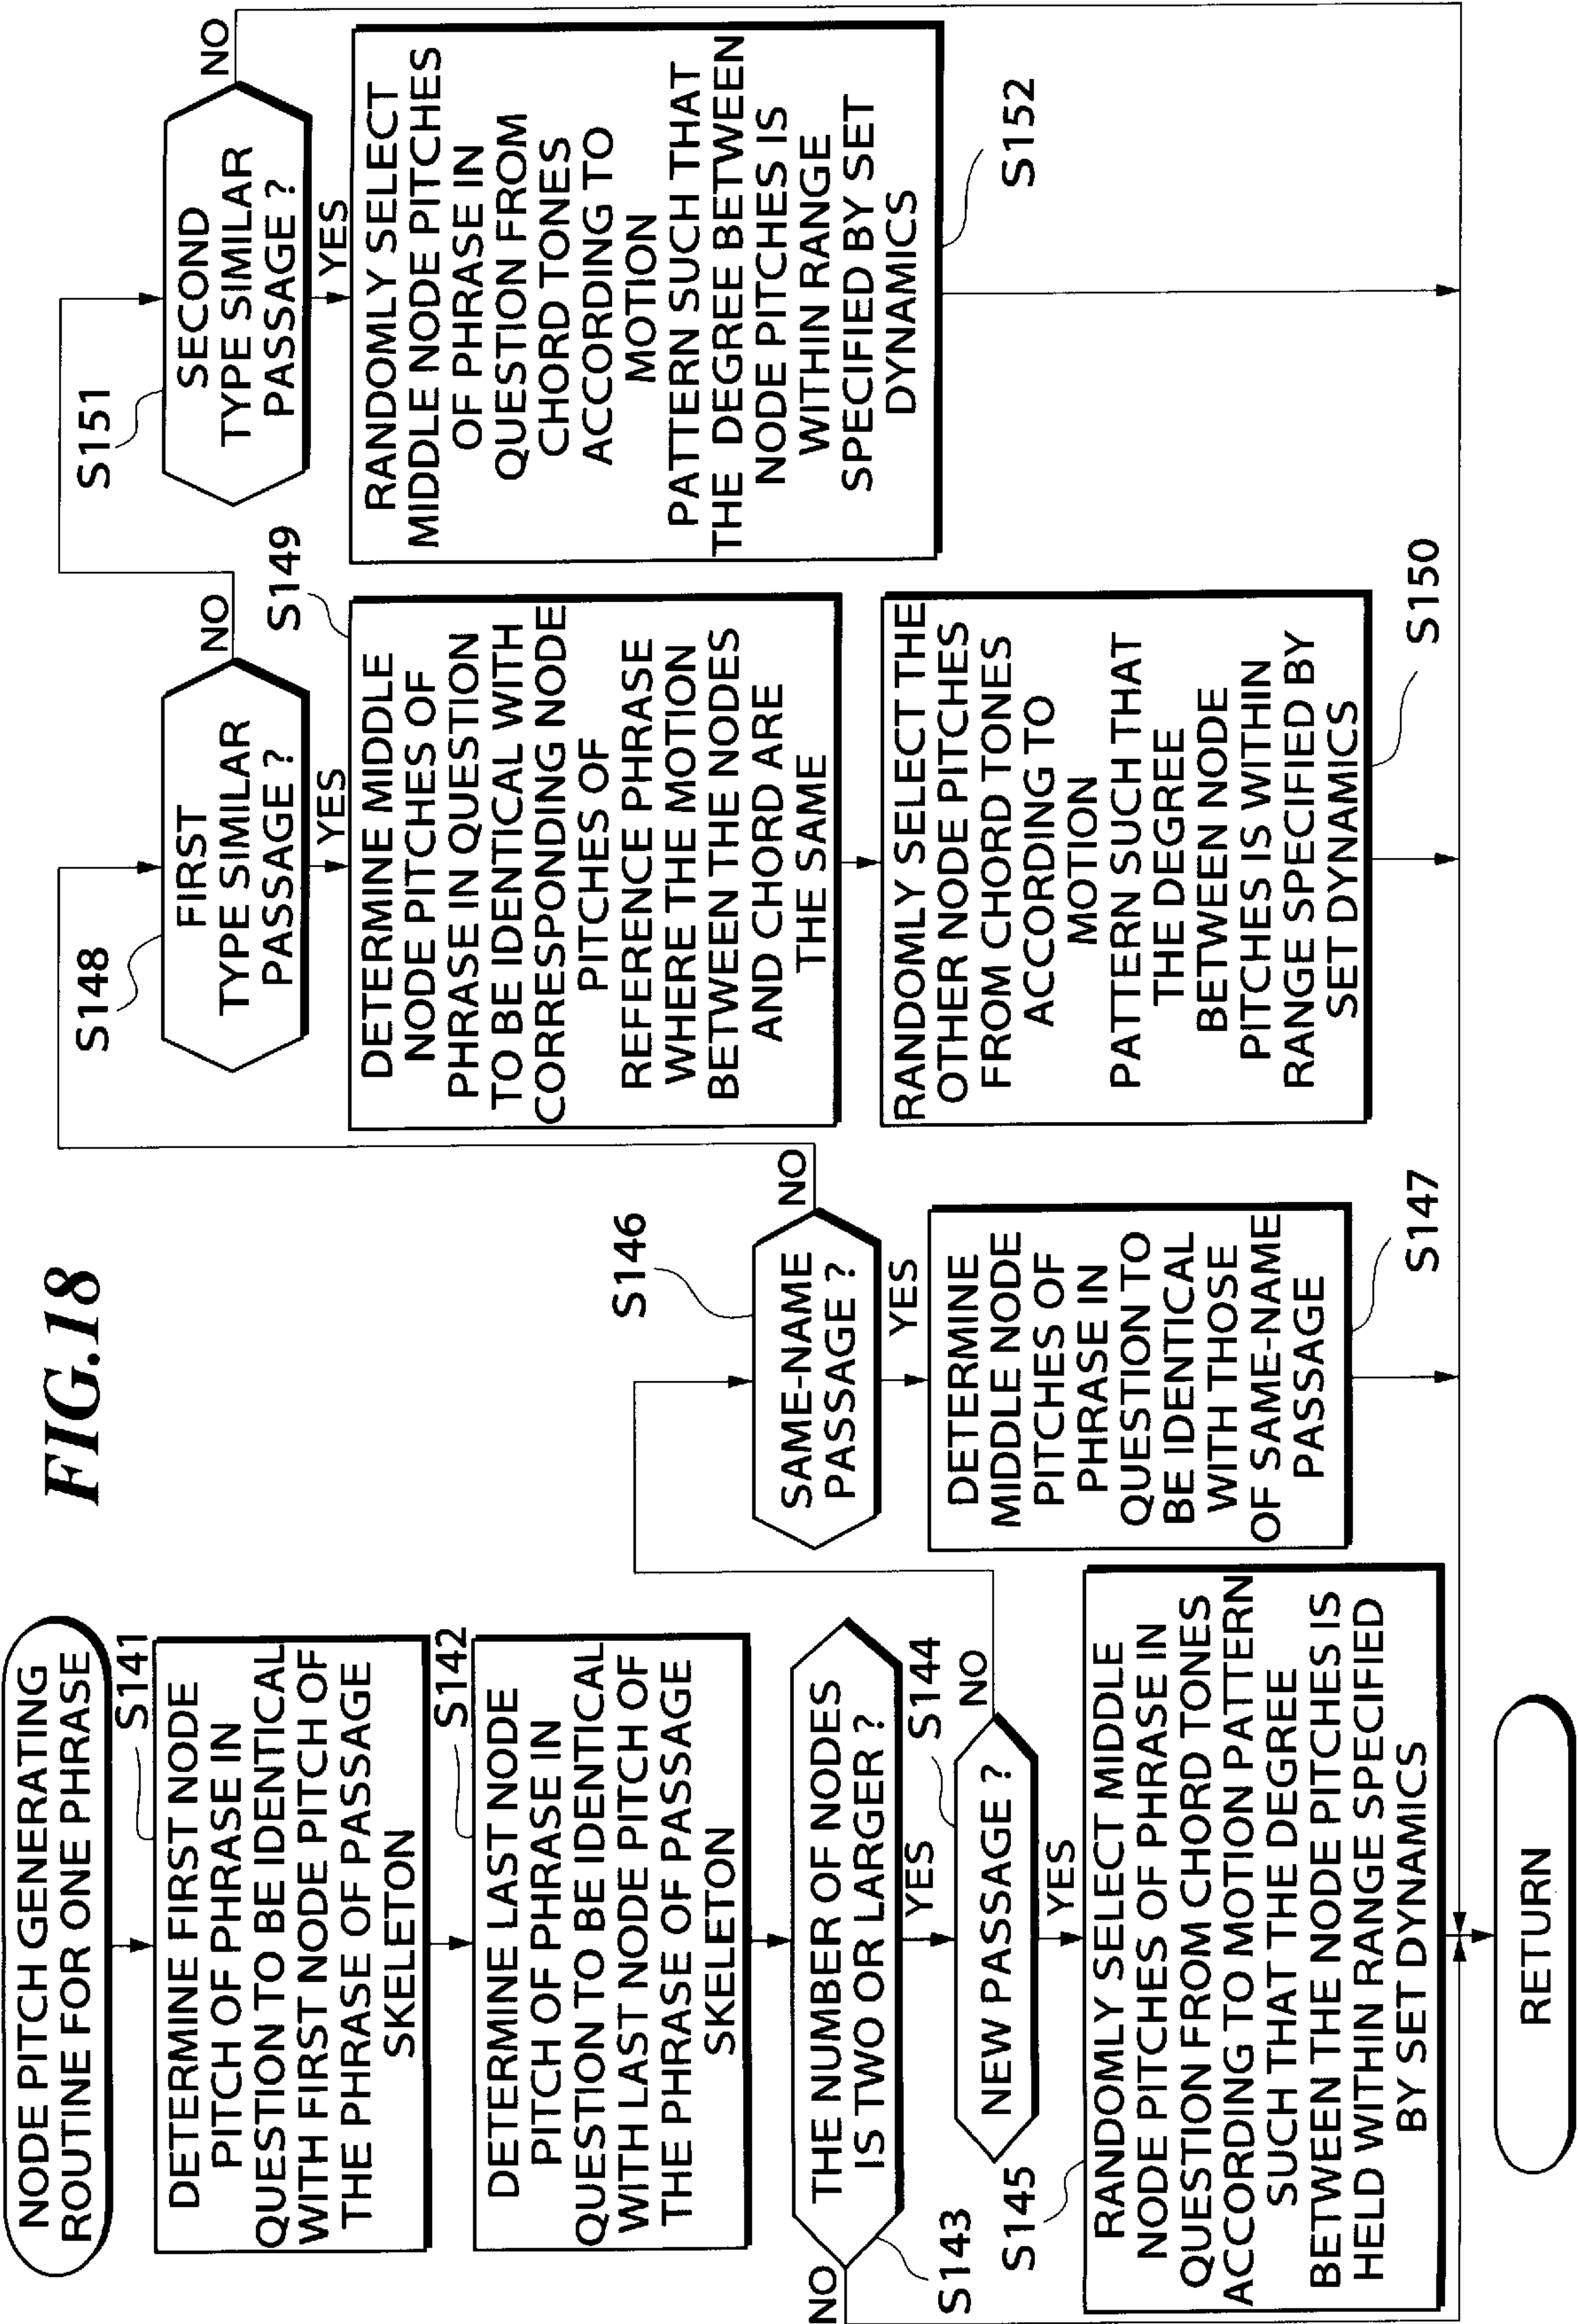 FIG.18
NODE PITCH GENERATING
ROUTINE FOR ONE PHRASE
S141
DETERMINE FIRST NODE
PITCH OF PHRASE IN
QUESTION TO BE IDENTICAL
WITH FIRST NODE PITCH OF
THE PHRASE OF PASSAGE
SKELETON
S142
DETERMINE LAST NODE
PITCH OF PHRASE IN
QUESTION TO BE IDENTICAL
WITH LAST NODE PITCH OF
THE PHRASE OF PASSAGE
SKELETON
THE NUMBER OF NODES
IS TWO OR LARGER ?
S143
NO
YES
S144
NEW PASSAGE ?
NO
YES
S145
RANDOMLY SELECT MIDDLE
NODE PITCHES OF PHRASE IN
QUESTION FROM CHORD TONES
ACCORDING TO MOTION PATTERN
SUCH THAT THE DEGREE
BETWEEN THE NODE PITCHES IS
HELD WITHIN RANGE SPECIFIED
BY SET DYNAMICS
RETURN
S146
SAME-NAME
PASSAGE ?
NO
YES
DETERMINE
MIDDLE NODE
PITCHES OF
PHRASE IN
QUESTION TO
BE IDENTICAL
WITH THOSE
OF SAME-NAME
PASSAGE
S147
S148
FIRST
TYPE SIMILAR
PASSAGE ?
NO
YES
S149
DETERMINE MIDDLE
NODE PITCHES OF
PHRASE IN QUESTION
TO BE IDENTICAL WITH
CORRESPONDING NODE
PITCHES OF
REFERENCE PHRASE
WHERE THE MOTION
BETWEEN THE NODES
AND CHORD ARE
THE SAME
RANDOMLY SELECT THE
OTHER NODE PITCHES
FROM CHORD TONES
ACCORDING TO
MOTION
PATTERN SUCH THAT
THE DEGREE
BETWEEN NODE
PITCHES IS WITHIN
RANGE SPECIFIED BY
SET DYNAMICS
S150
S151
SECOND
TYPE SIMILAR
PASSAGE ?
NO
YES
RANDOMLY SELECT
MIDDLE NODE PITCHES
OF PHRASE IN
QUESTION FROM
CHORD TONES
ACCORDING TO
MOTION
PATTERN SUCH THAT
THE DEGREE BETWEEN
NODE PITCHES IS
WITHIN RANGE
SPECIFIED BY SET
DYNAMICS
S152